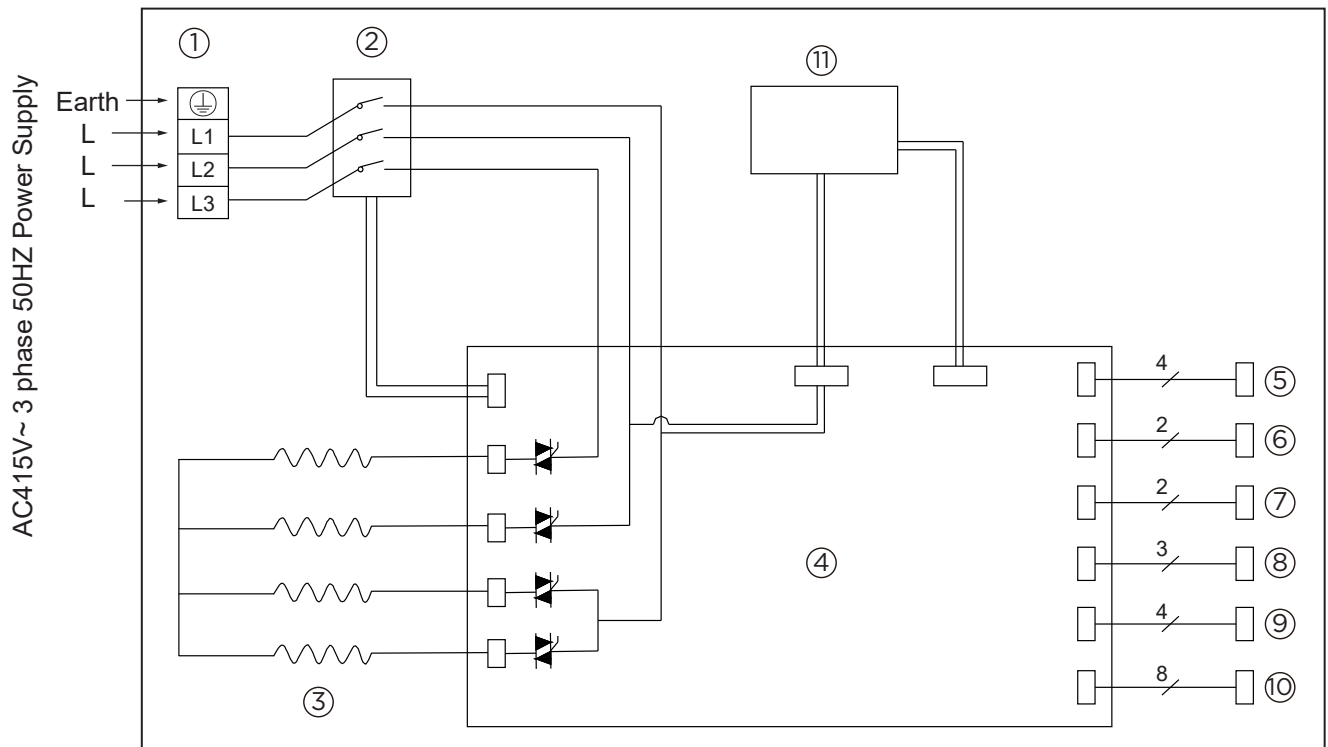 AC415V~ 3 phase 50HZ Power Supply
① ② ⑪
Earth
L L1
L L2
L L3
4 ⑤
2 ⑥
2 ⑦
④ 3 ⑧
4 ⑨
③ 8 ⑩